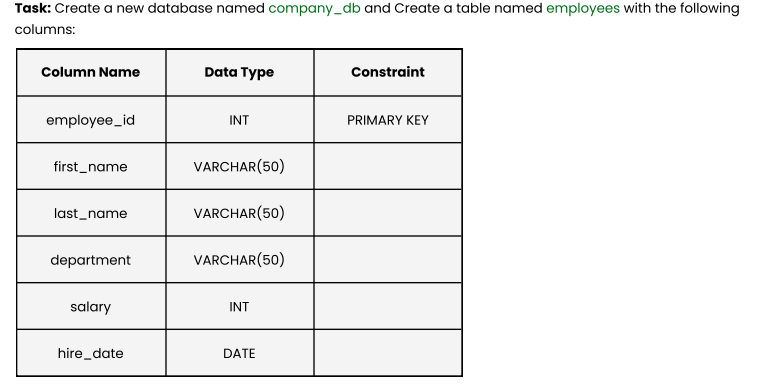 Task: Create a new database named company_db and Create a table named employees with the following
columns:
Column Name Data Type Constraint
employee_id INT PRIMARY KEY
first_name VARCHAR(50)
last_name VARCHAR(50)
department VARCHAR(50)
salary INT
hire_date DATE